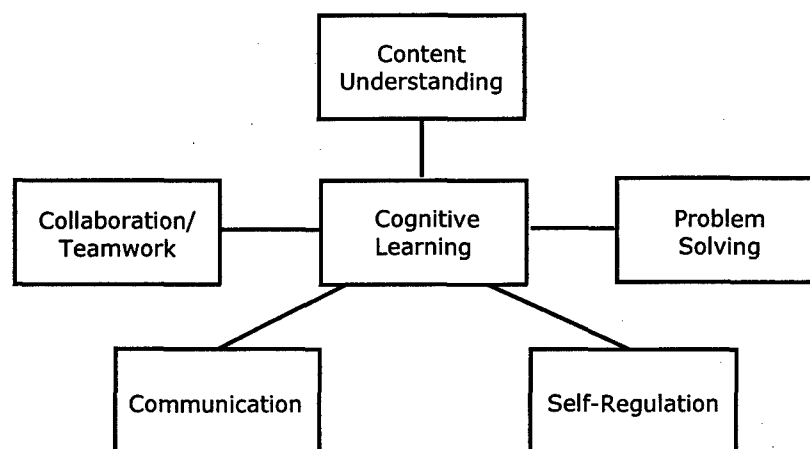 Content
Understanding
Collaboration/
Teamwork
Cognitive
Learning
Problem
Solving
Communication
Self-Regulation